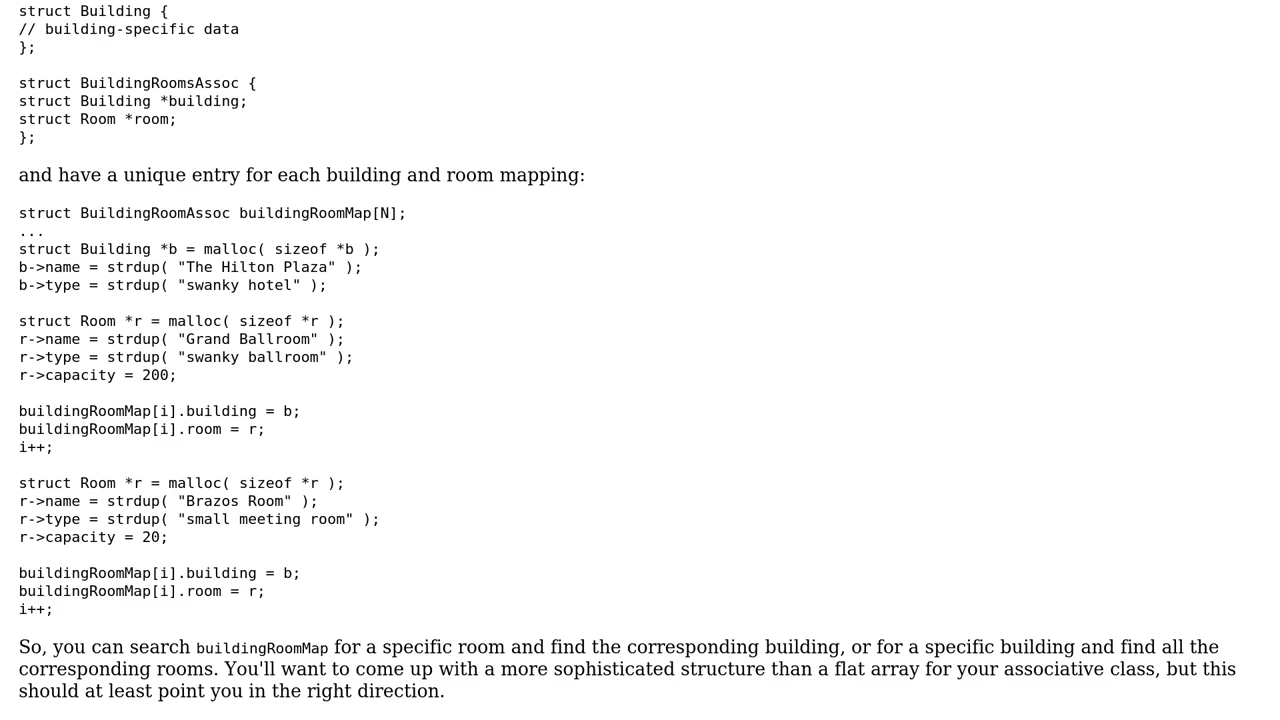 struct Building {
// building-specific data
};
struct BuildingRoomsAssoc {
struct Building *building;
struct Room *room;
};
and have a unique entry for each building and room mapping:
struct BuildingRoomAssoc buildingRoomMap[N];
...
struct Building *b = malloc( sizeof *b );
b->name = strdup( "The Hilton Plaza" );
b->type = strdup( "swanky hotel" );
struct Room *r = malloc( sizeof *r );
r->name = strdup( "Grand Ballroom" );
r->type = strdup( "swanky ballroom" );
r->capacity = 200;
buildingRoomMap[i].building = b;
buildingRoomMap[i].room = r;
i++;
struct Room *r = malloc( sizeof *r );
r->name = strdup( "Brazos Room" );
r->type = strdup( "small meeting room" );
r->capacity = 20;
buildingRoomMap[i].building = b;
buildingRoomMap[i].room = r;
i++;
So, you can search buildingRoomMap for a specific room and find the corresponding building, or for a specific building and find all the
corresponding rooms. You'll want to come up with a more sophisticated structure than a flat array for your associative class, but this
should at least point you in the right direction.